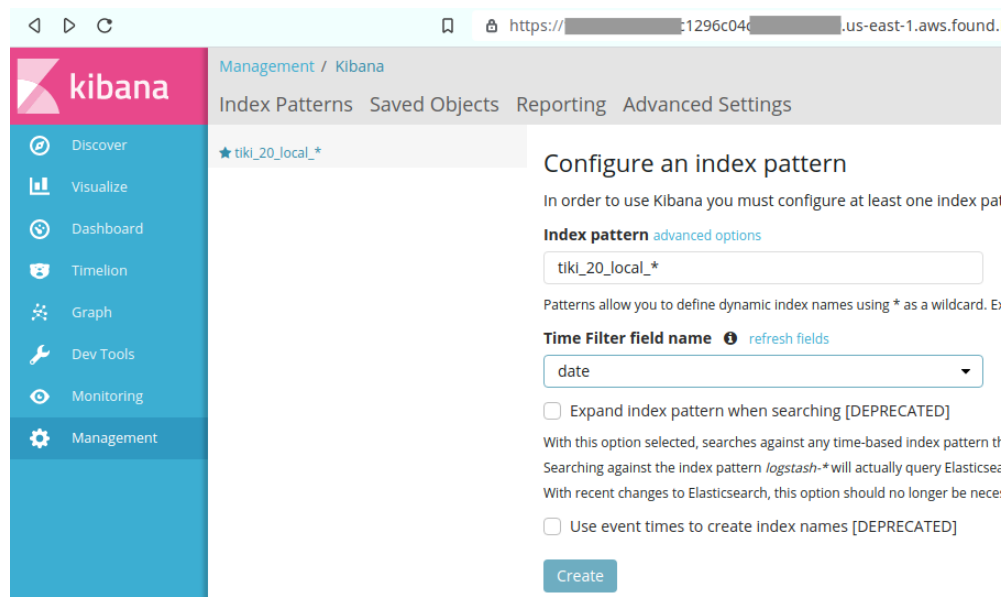 https:// :1296c04 .us-east-1.aws.found.
kibana
Discover
Visualize
Dashboard
Timelion
Graph
Dev Tools
Monitoring
Management
Management / Kibana
Index Patterns Saved Objects Reporting Advanced Settings
tiki_20_local_*
Configure an index pattern
In order to use Kibana you must configure at least one index pat
Index pattern advanced options
tiki_20_local_*
Patterns allow you to define dynamic index names using * as a wildcard. Ex
Time Filter field name refresh fields
date
Expand index pattern when searching [DEPRECATED]
With this option selected, searches against any time-based index pattern th
Searching against the index pattern logstash-* will actually query Elasticsea
With recent changes to Elasticsearch, this option should no longer be neces
Use event times to create index names [DEPRECATED]
Create